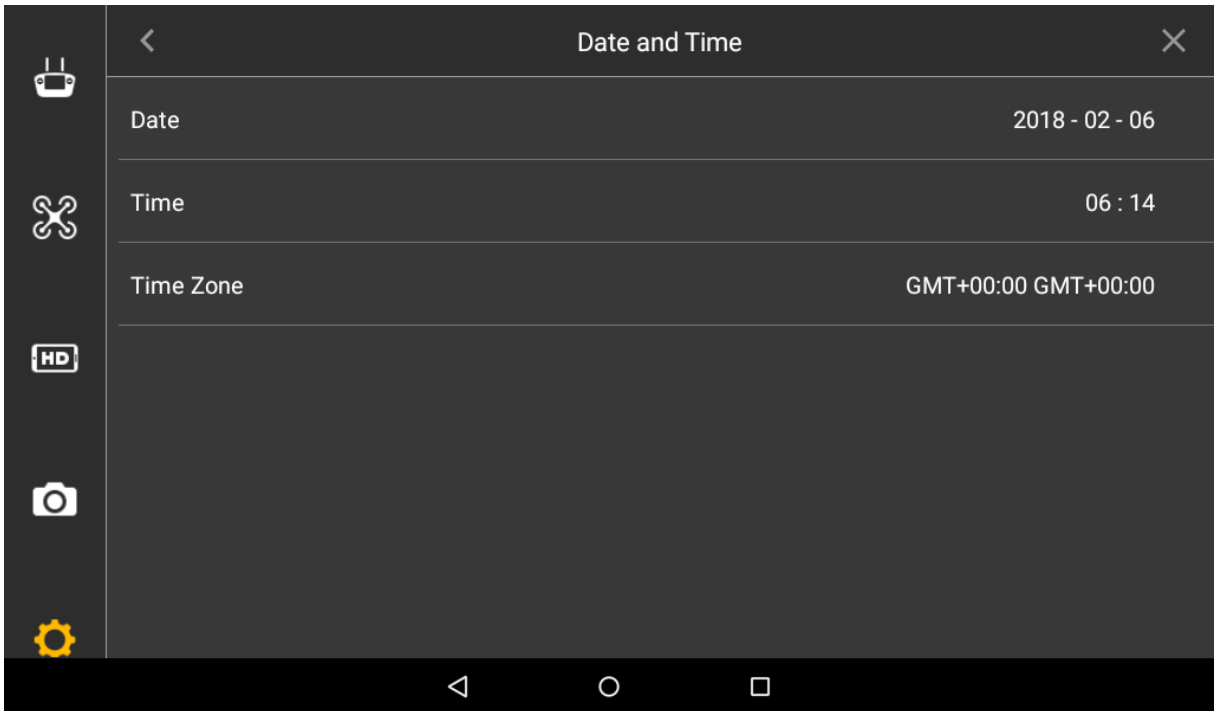 Date and Time
Date 2018 - 02 - 06
Time 06 : 14
Time Zone GMT+00:00 GMT+00:00
HD